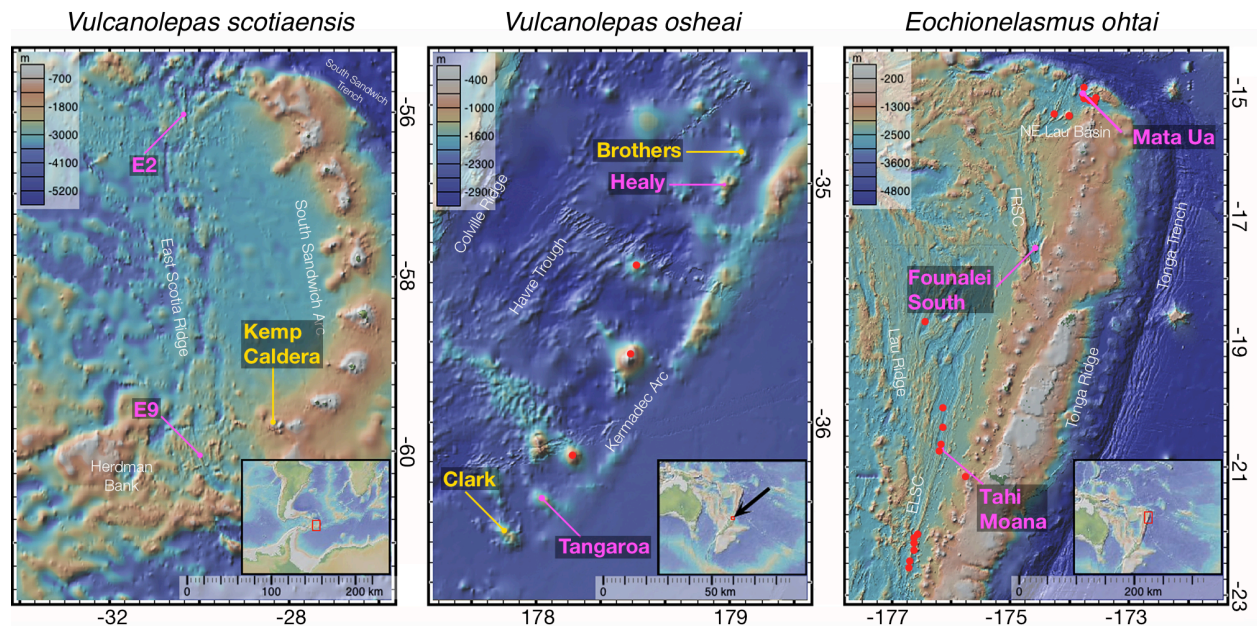 Vulcanolepas scotiaensis
m
-700
-1800
-3000
-4100
-5200
South Sandwich
Trench
E2
South Sandwich Arc
East Scotia Ridge
Kemp
Caldera
E9
Herdman
Bank
0 100 200 km
-56
-58
-60
-32 -28
Vulcanolepas osheai
m
-400
-1000
-1600
-2300
-2900
Colville Ridge
Havre Trough
Brothers
Healy
Kermadec Arc
Clark
Tangaroa
0 50 km
-35
-36
178 179
Eochionelasmus ohtai
m
-200
-1300
-2500
-3600
-4800
NE Lau Basin
Mata Ua
FRSC
Founalei
South
Tonga Trench
Lau Ridge
Tonga Ridge
ELSC
Tahi
Moana
0 200 km
-15
-17
-19
-21
-23
-177 -175 -173